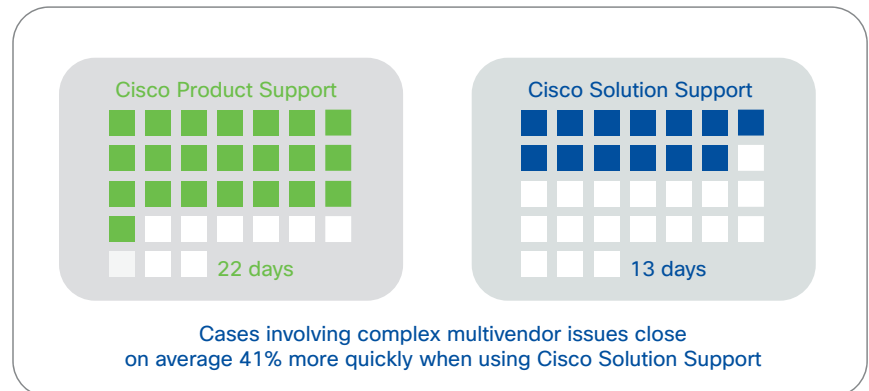 Cisco Product Support
22 days
Cisco Solution Support
13 days
Cases involving complex multivendor issues close
on average 41% more quickly when using Cisco Solution Support